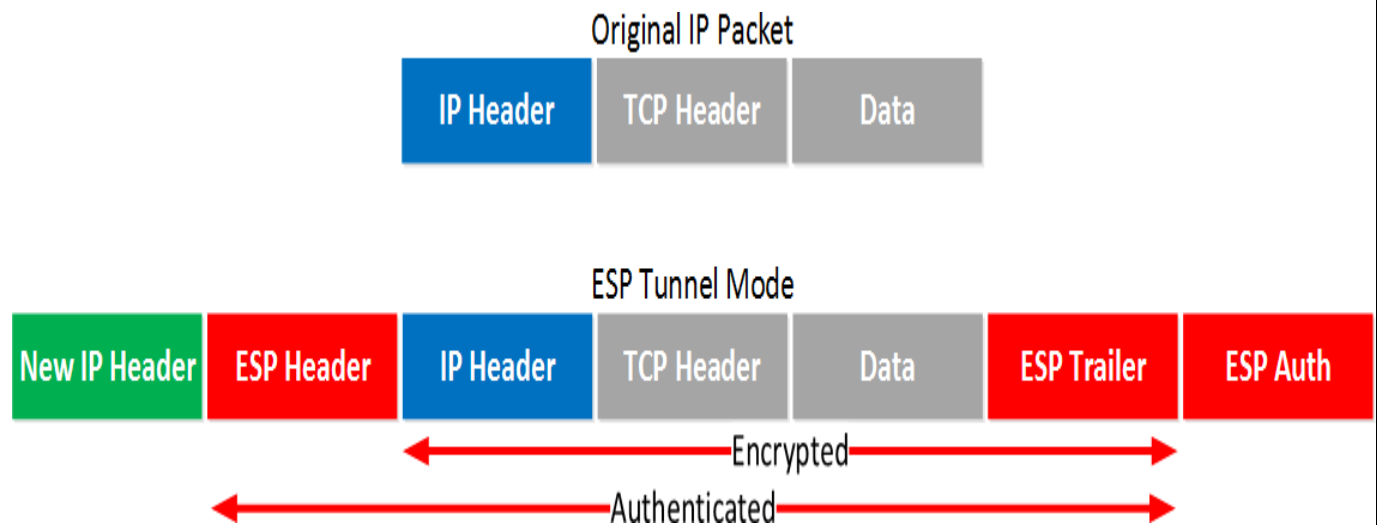 Original IP Packet
IP Header TCP Header Data
ESP Tunnel Mode
New IP Header ESP Header IP Header TCP Header Data ESP Trailer ESP Auth
Encrypted
Authenticated